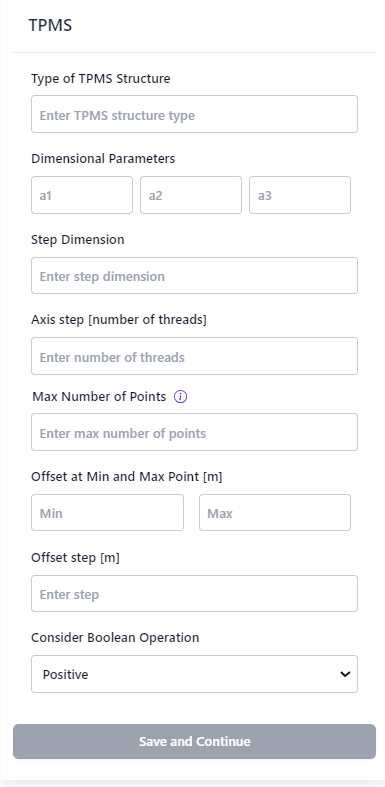 TPMS
Type of TPMS Structure
Enter TPMS structure type
Dimensional Parameters
a1 a2 a3
Step Dimension
Enter step dimension
Axis step [number of threads]
Enter number of threads
Max Number of Points i
Enter max number of points
Offset at Min and Max Point [m]
Min Max
Offset step [m]
Enter step
Consider Boolean Operation
Positive
Save and Continue